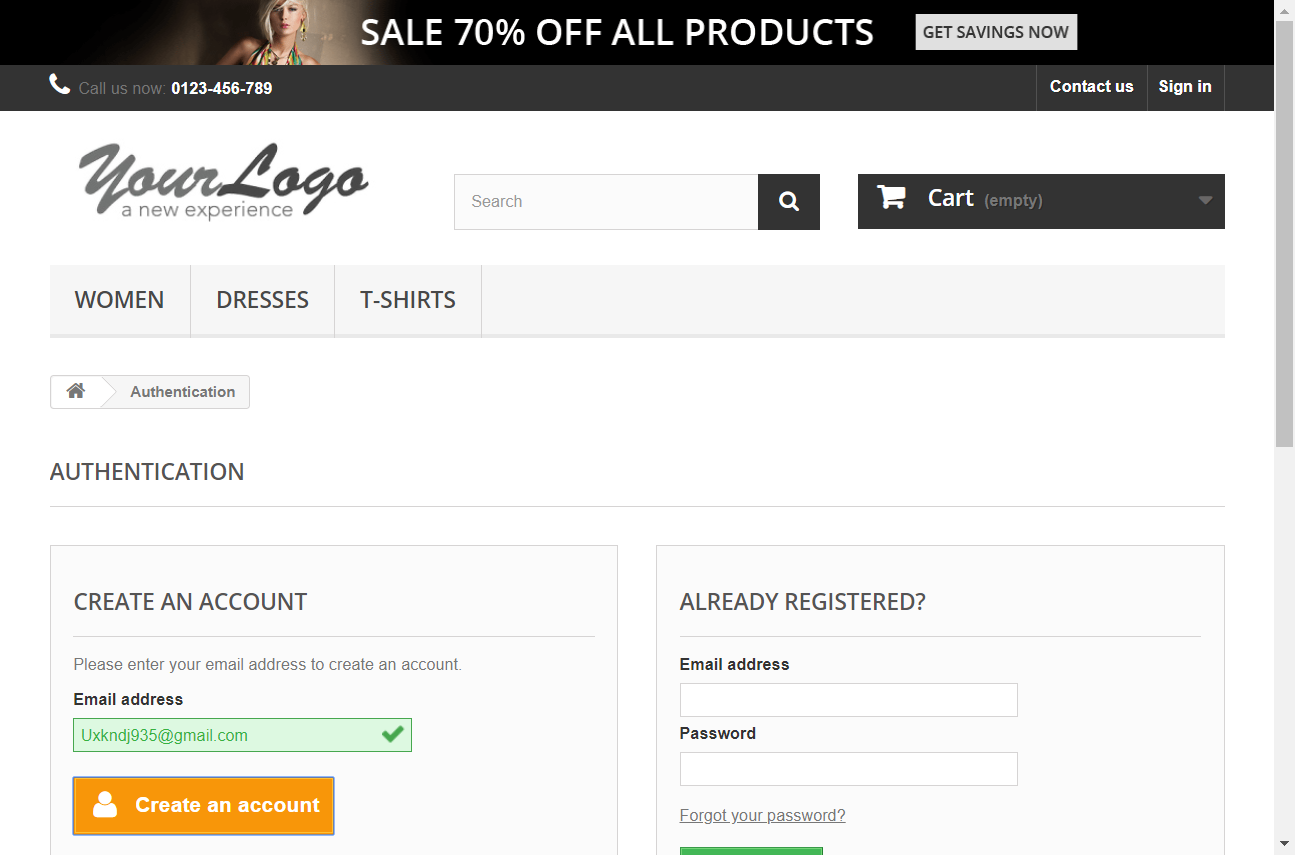 SALE 70% OFF ALL PRODUCTS GET SAVINGS NOW
Call us now: 0123-456-789 Contact us Sign in
Your Logo
a new experience
Search Cart (empty)
WOMEN DRESSES T-SHIRTS
Authentication
AUTHENTICATION
CREATE AN ACCOUNT
Please enter your email address to create an account.
Email address
Uxkndj935@gmail.com
Create an account
ALREADY REGISTERED?
Email address
Password
Forgot your password?